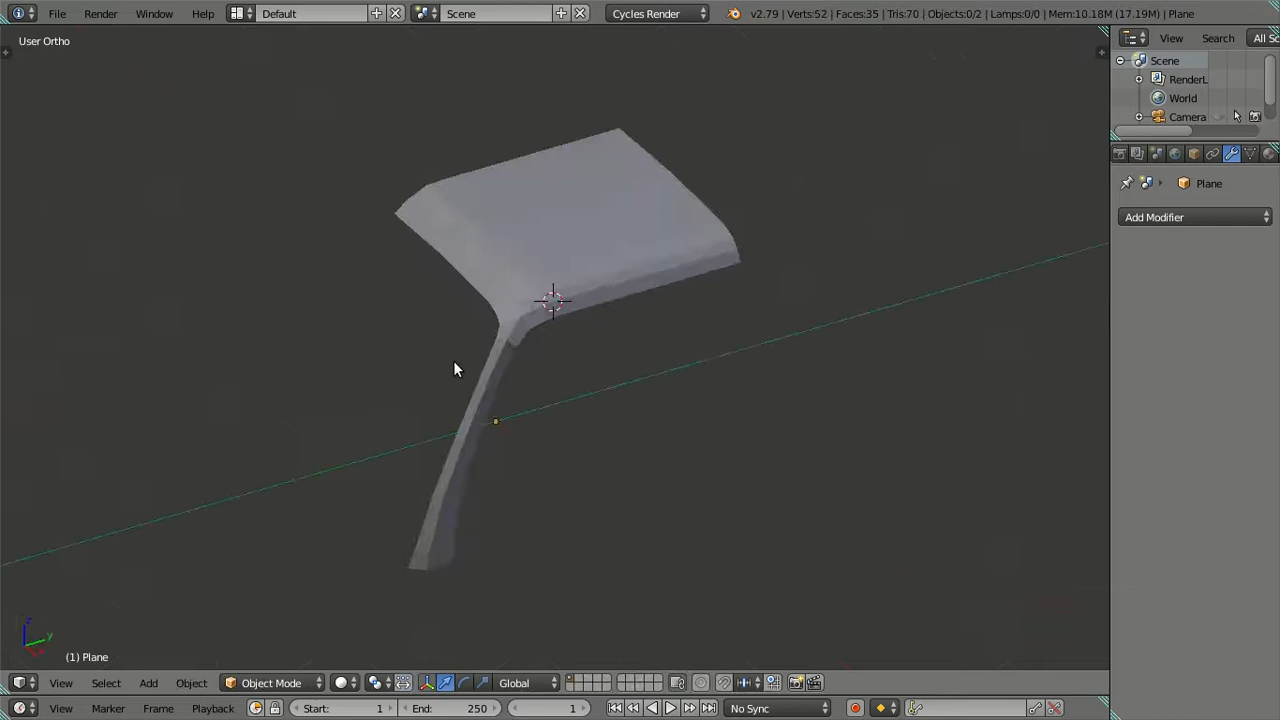 File Render Window Help Default Scene Cycles Render v2.79 | Verts:52 | Faces:35 | Tris:70 | Objects:0/2 | Lamps:0/0 | Mem:10.18M (17.19M) | Plane
User Ortho
View Search All Sc
Scene
RenderL
World
Camera
Plane
Add Modifier
z
y
(1) Plane
View Select Add Object Object Mode Global
View Marker Frame Playback Start: 1 End: 250 1 No Sync